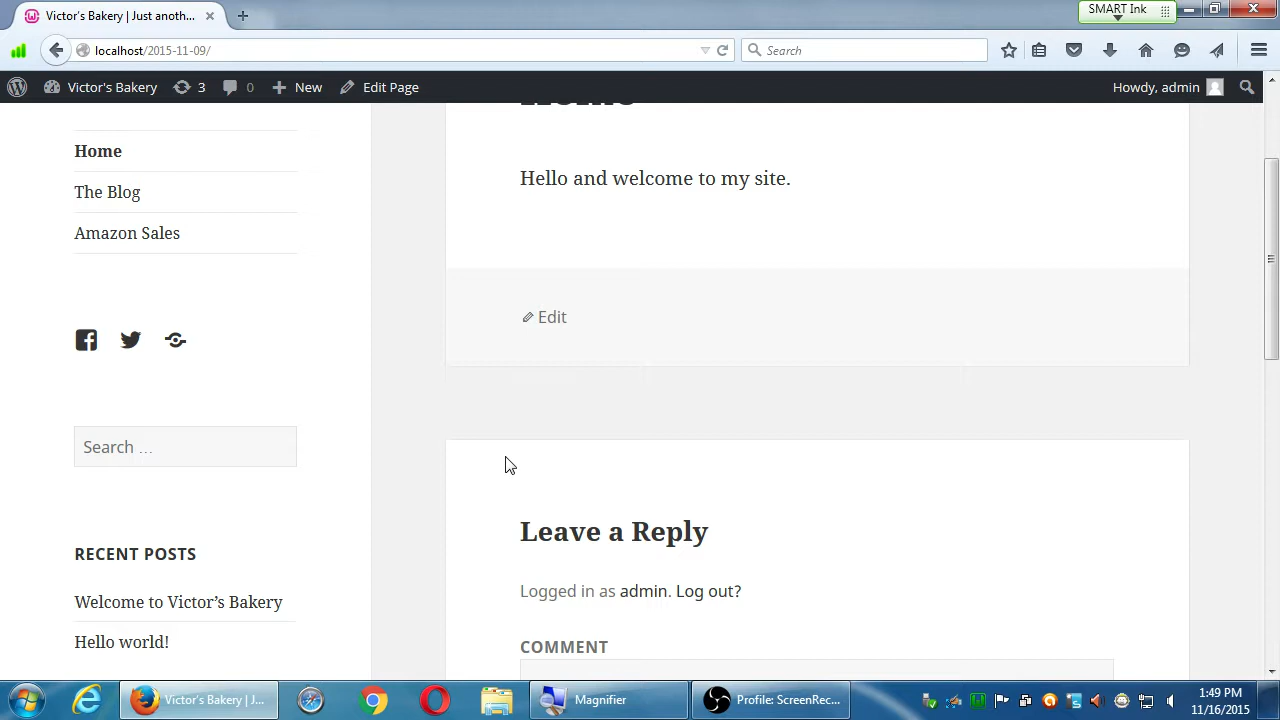 Victor's Bakery | Just anoth...
SMART Ink
localhost/2015-11-09/
Search
Victor's Bakery
3
0
New
Edit Page
Howdy, admin
Home
The Blog
Amazon Sales
Search …
RECENT POSTS
Welcome to Victor's Bakery
Hello world!
Home
Hello and welcome to my site.
Edit
Leave a Reply
Logged in as admin. Log out?
COMMENT
Victor's Bakery | J...
Magnifier
Profile: ScreenRec...
1:49 PM
11/16/2015